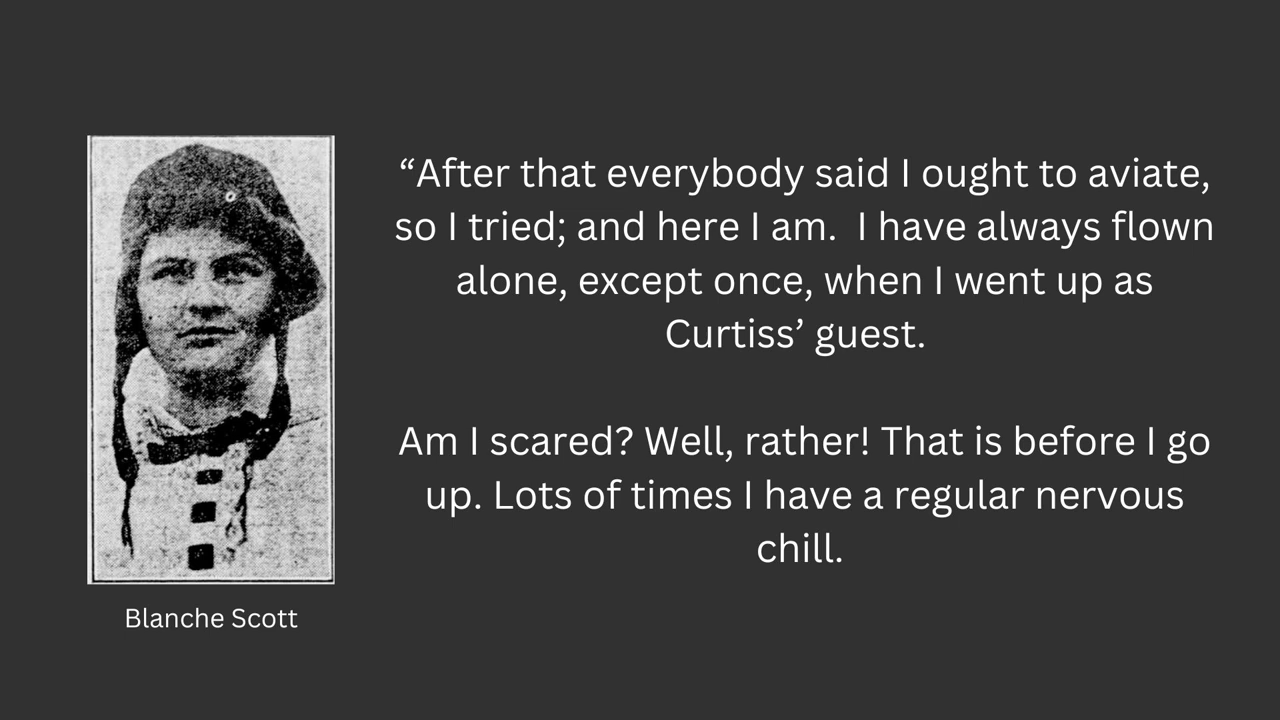 “After that everybody said I ought to aviate,
so I tried; and here I am.  I have always flown
alone, except once, when I went up as
Curtiss’ guest.
Am I scared? Well, rather! That is before I go
up. Lots of times I have a regular nervous
chill.
Blanche Scott